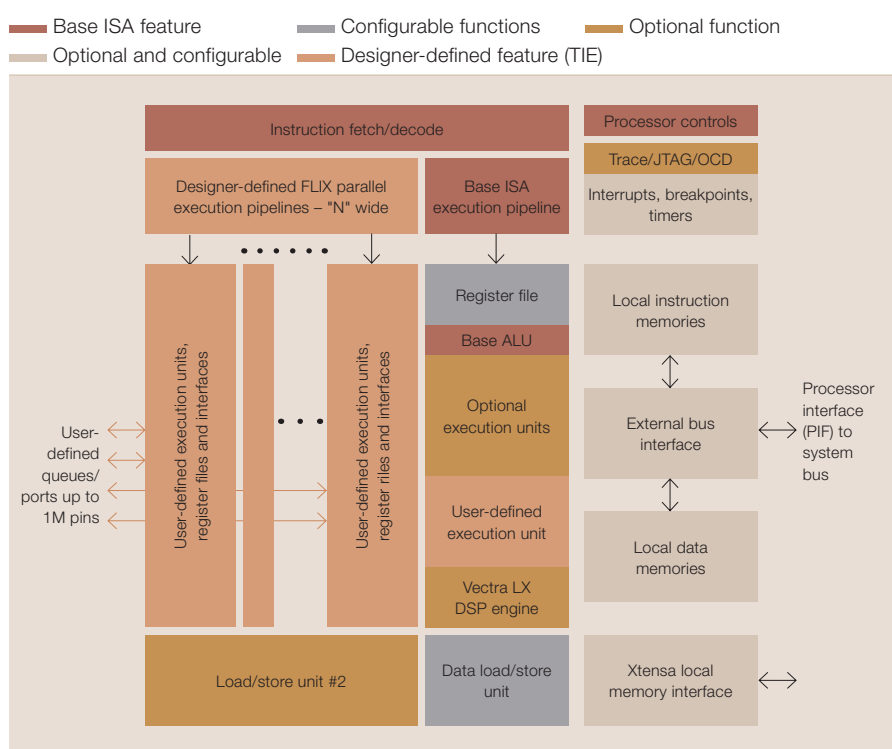 Base ISA feature
Configurable functions
Optional function
Optional and configurable
Designer-defined feature (TIE)
Instruction fetch/decode
Processor controls
Trace/JTAG/OCD
Interrupts, breakpoints,
timers
Designer-defined FLIX parallel
execution pipelines – "N" wide
Base ISA
execution pipeline
User-defined execution units,
register files and interfaces
User-defined execution units,
register riles and interfaces
Register file
Base ALU
Optional
execution units
User-defined
execution unit
Vectra LX
DSP engine
Local instruction
memories
External bus
interface
Local data
memories
Processor
interface
(PIF) to
system
bus
User-
defined
queues/
ports up to
1M pins
Load/store unit #2
Data load/store
unit
Xtensa local
memory interface